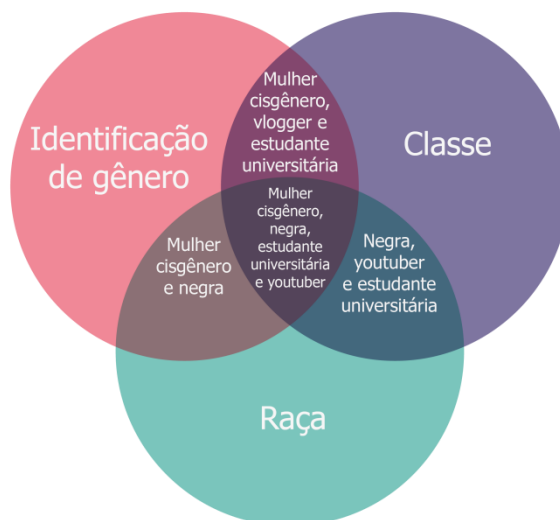 Identificação
de gênero
Mulher
cisgênero,
vlogger e
estudante
universitária
Classe
Mulher
cisgênero
e negra
Mulher
cisgênero,
negra,
estudante
universitária
e youtuber
Negra,
youtuber
e estudante
universitária
Raça